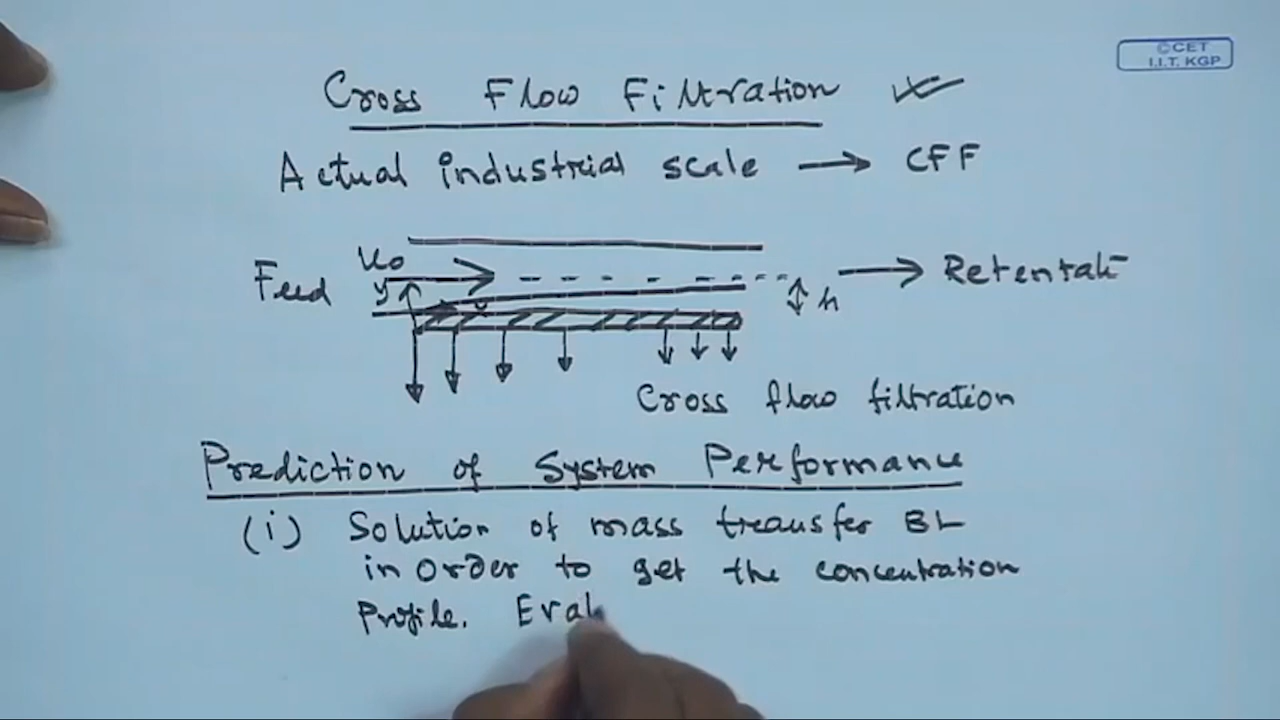 ©CET
I.I.T. KGP
Cross Flow Filtration
Actual industrial scale → CFF
Feed u₀ → Retentate
y
x
h
Cross flow filtration
Prediction of System Performance
(i) Solution of mass transfer BL
in order to get the concentration
Profile. Eval